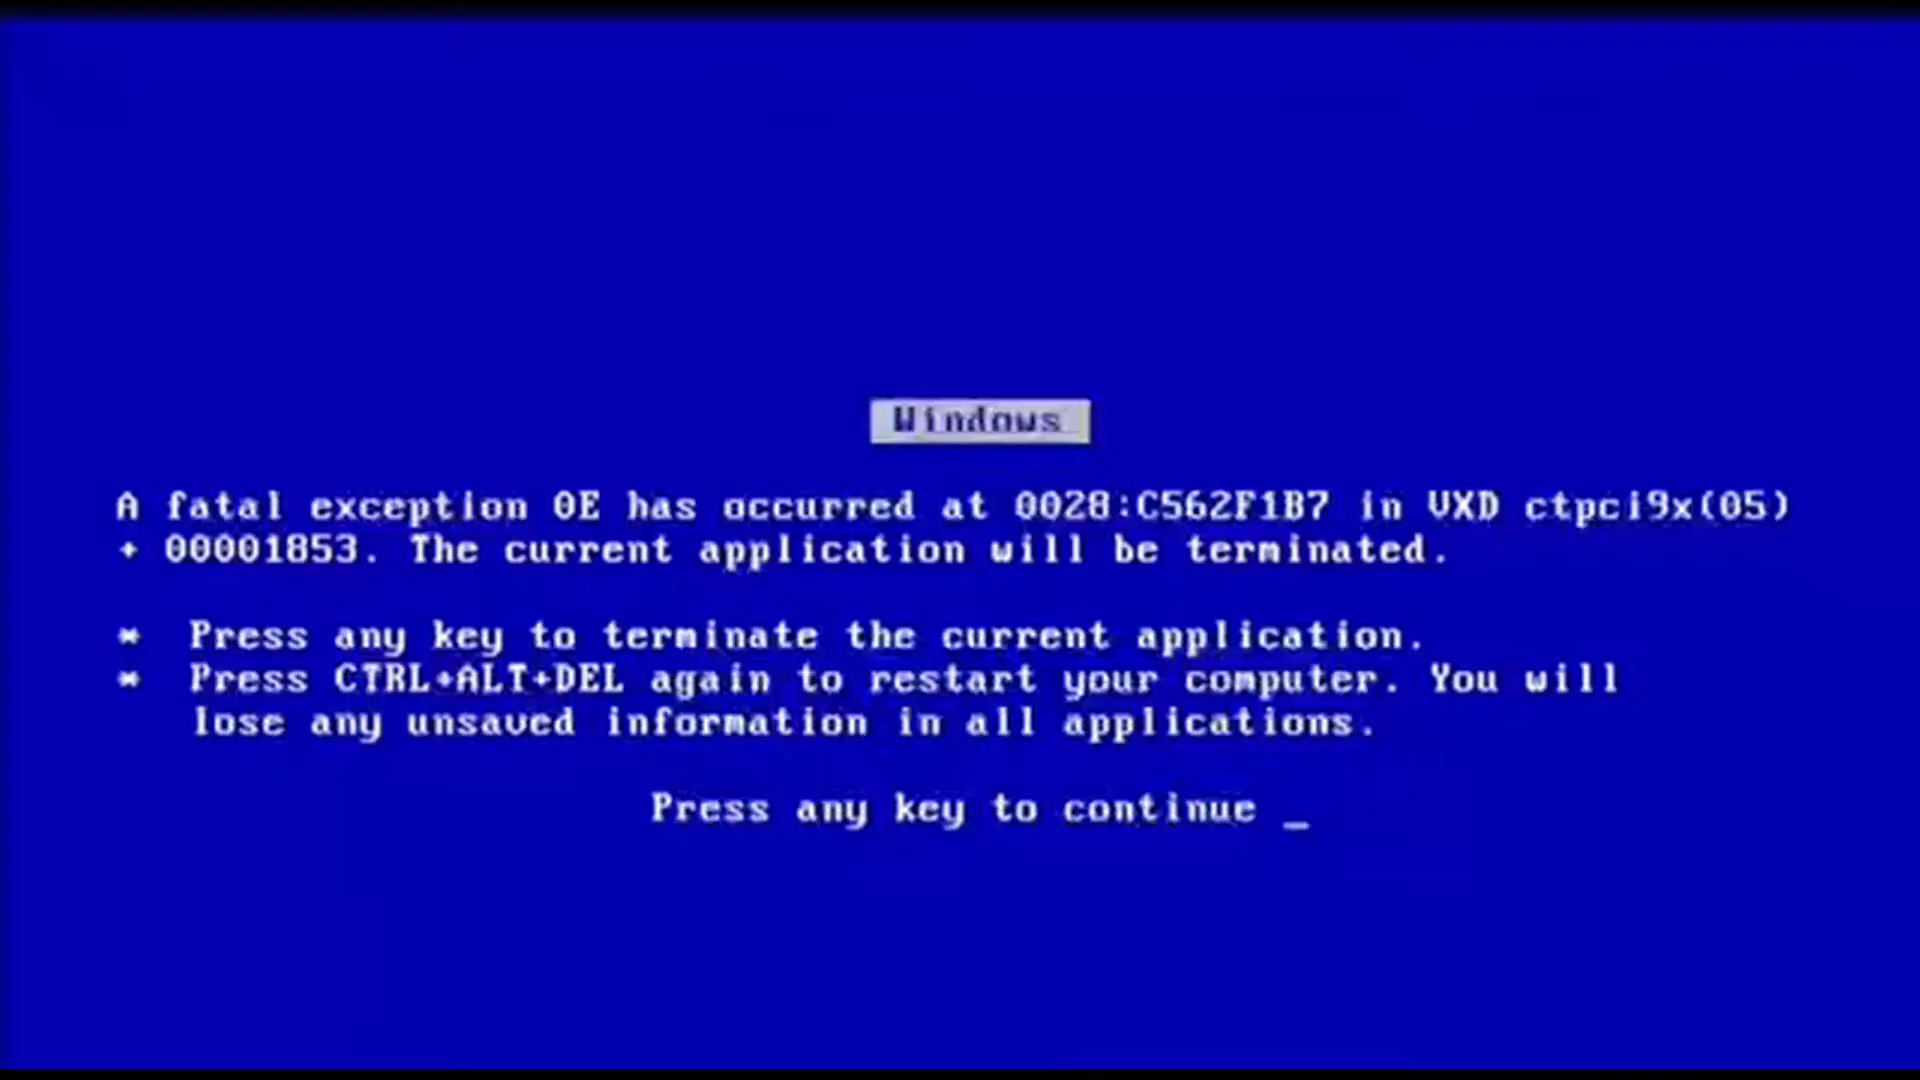 Windows
A fatal exception 0E has occurred at 0028:C562F1B7 in VXD ctpci9x(05)
+ 00001853. The current application will be terminated.
* Press any key to terminate the current application.
* Press CTRL+ALT+DEL again to restart your computer. You will
lose any unsaved information in all applications.
Press any key to continue _